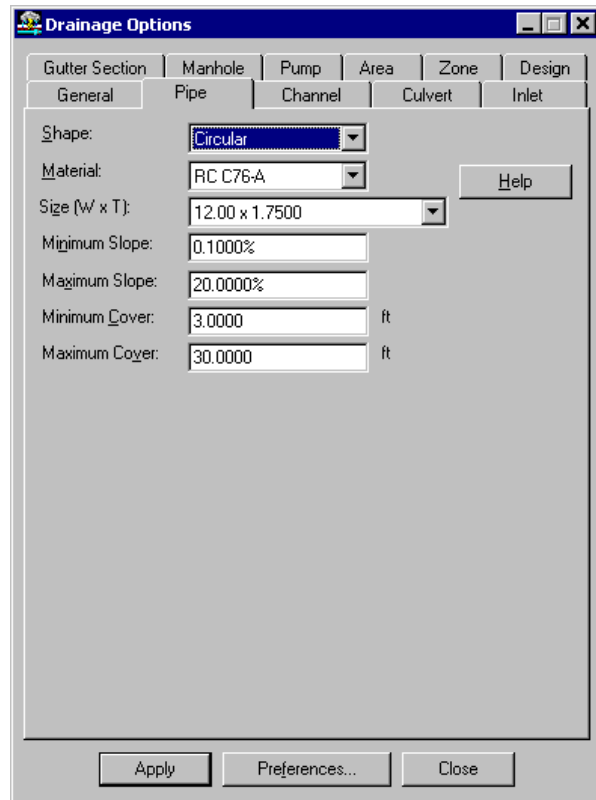 Drainage Options
Gutter Section Manhole Pump Area Zone Design
General Pipe Channel Culvert Inlet
Shape: Circular
Material: RC C76-A Help
Size (W x T): 12.00 x 1.7500
Minimum Slope: 0.1000%
Maximum Slope: 20.0000%
Minimum Cover: 3.0000 ft
Maximum Cover: 30.0000 ft
Apply Preferences... Close